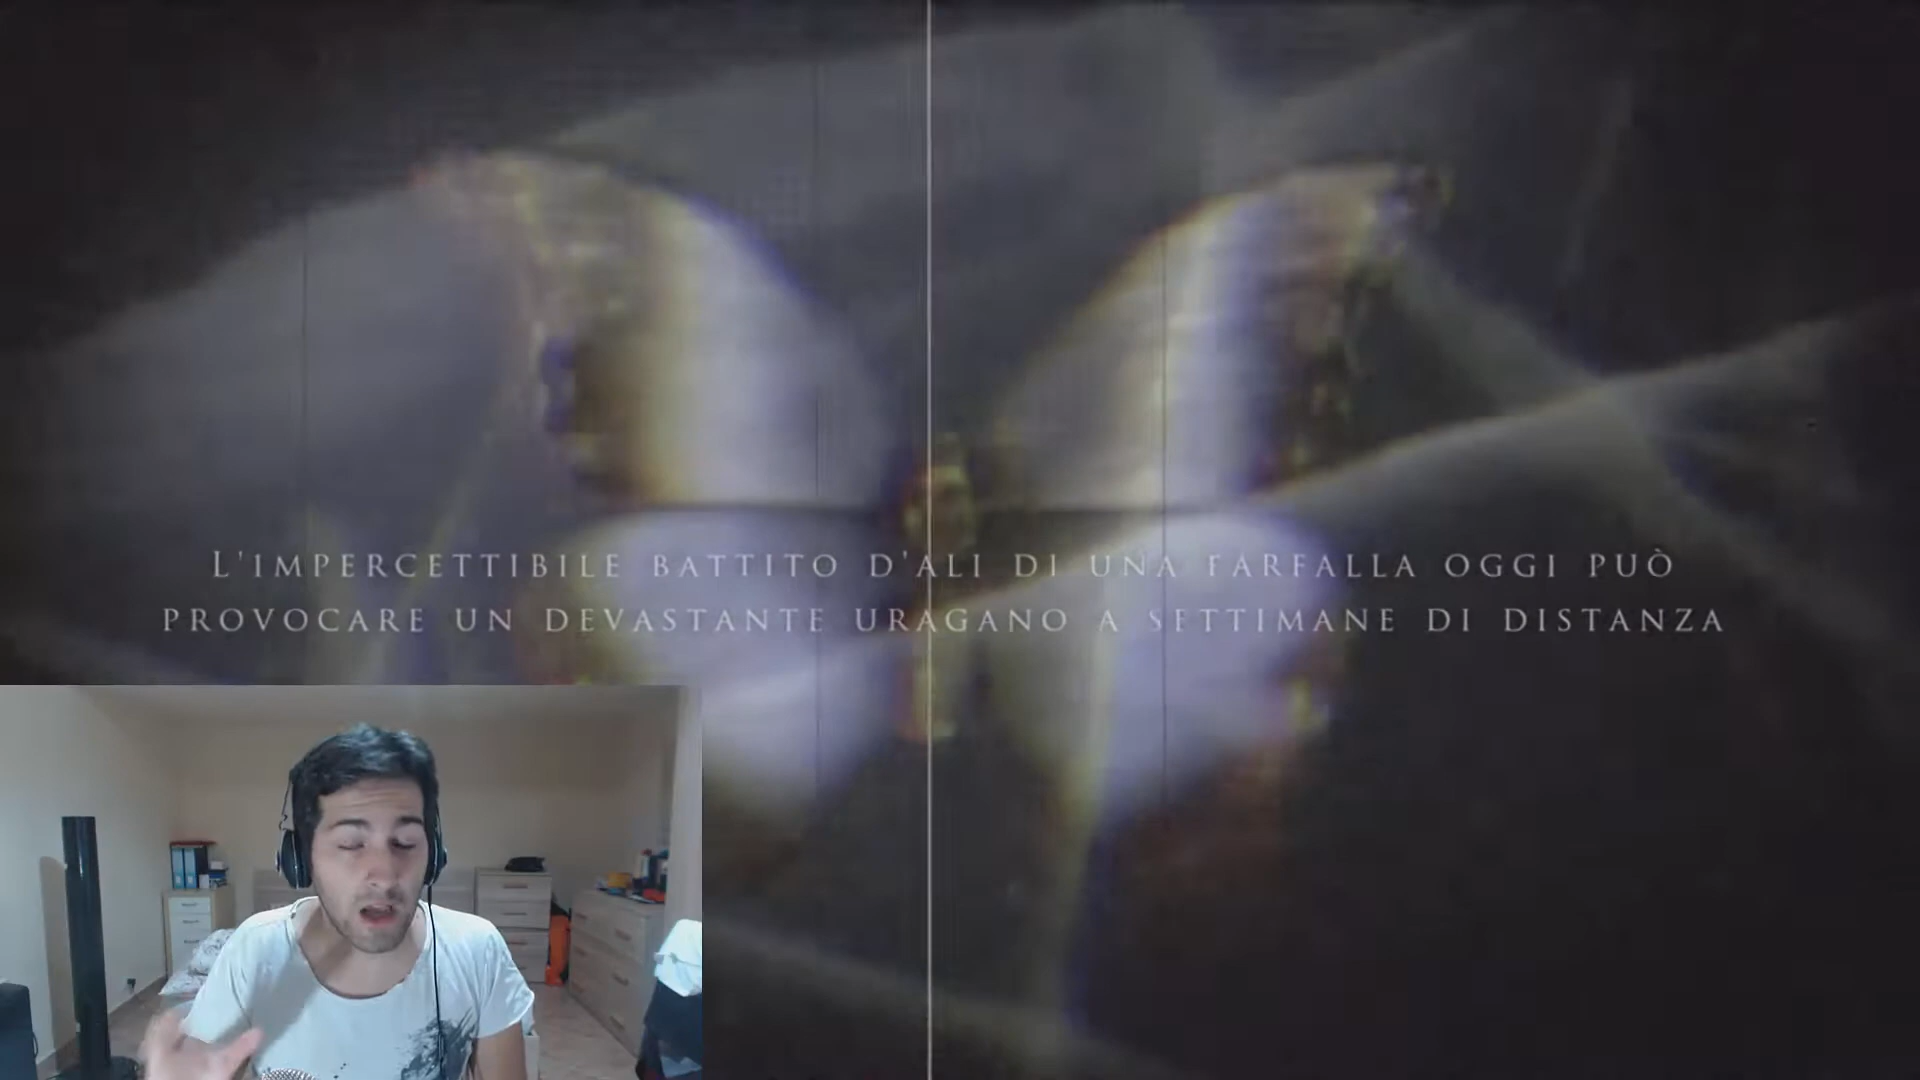 L'IMPERCETTIBILE BATTITO D'ALI DI UNA FARFALLA OGGI PUÒ
PROVOCARE UN DEVASTANTE URAGANO A SETTIMANE DI DISTANZA